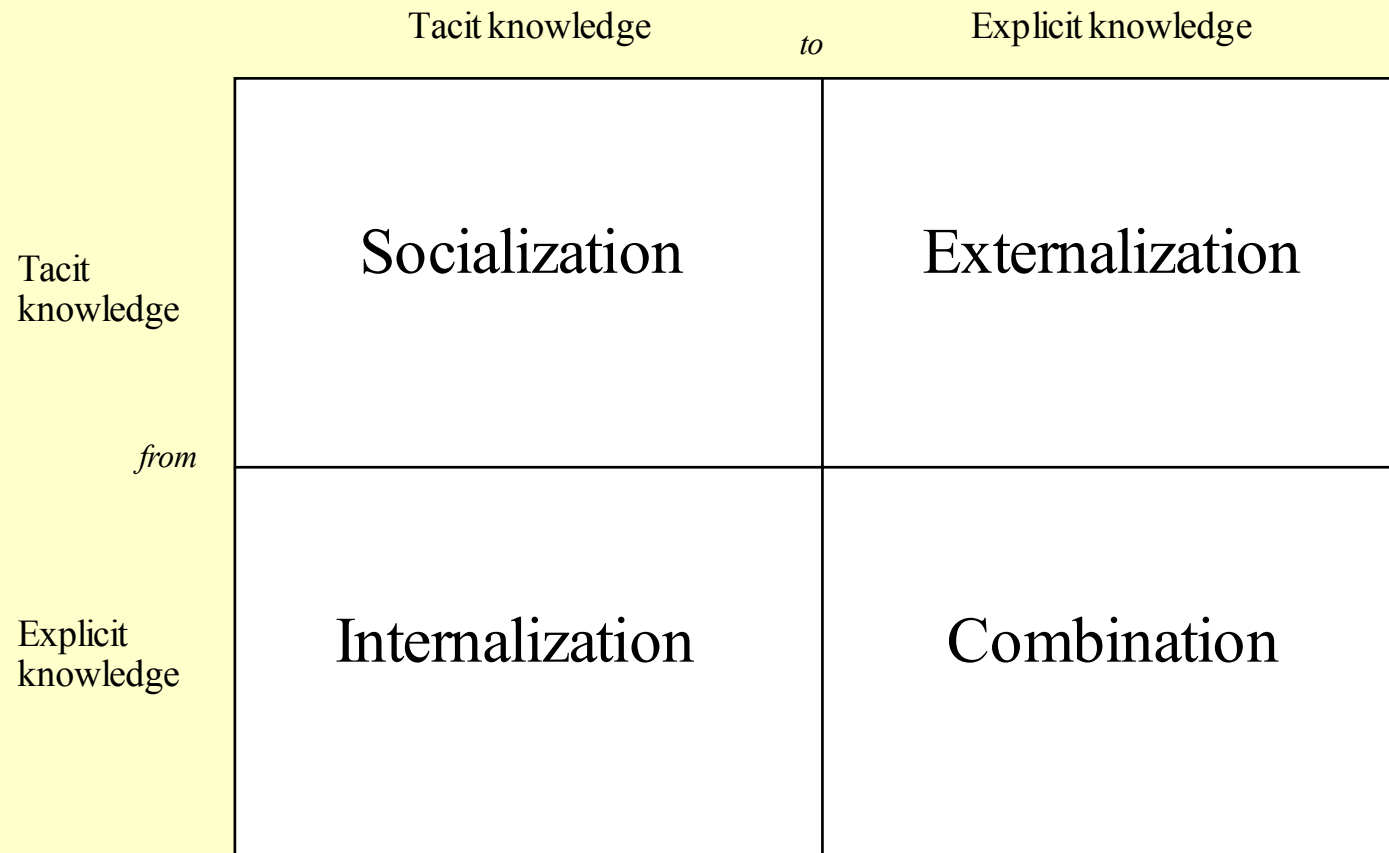 Tacit knowledge to Explicit knowledge
Socialization Externalization
Tacit
knowledge
from
Internalization Combination
Explicit
knowledge